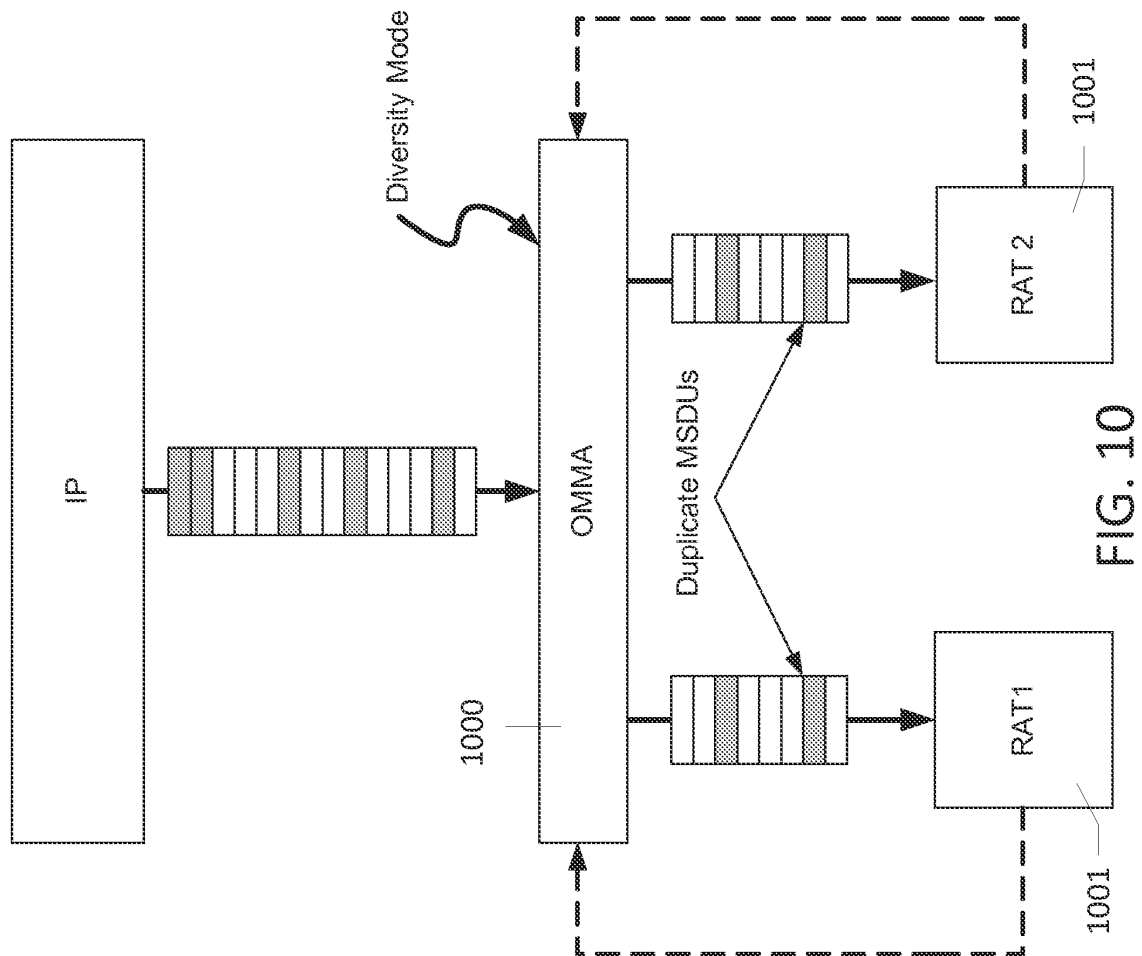 IP
Diversity Mode
1000
OMMA
Duplicate MSDUs
RAT1
RAT 2
1001
1001
FIG. 10